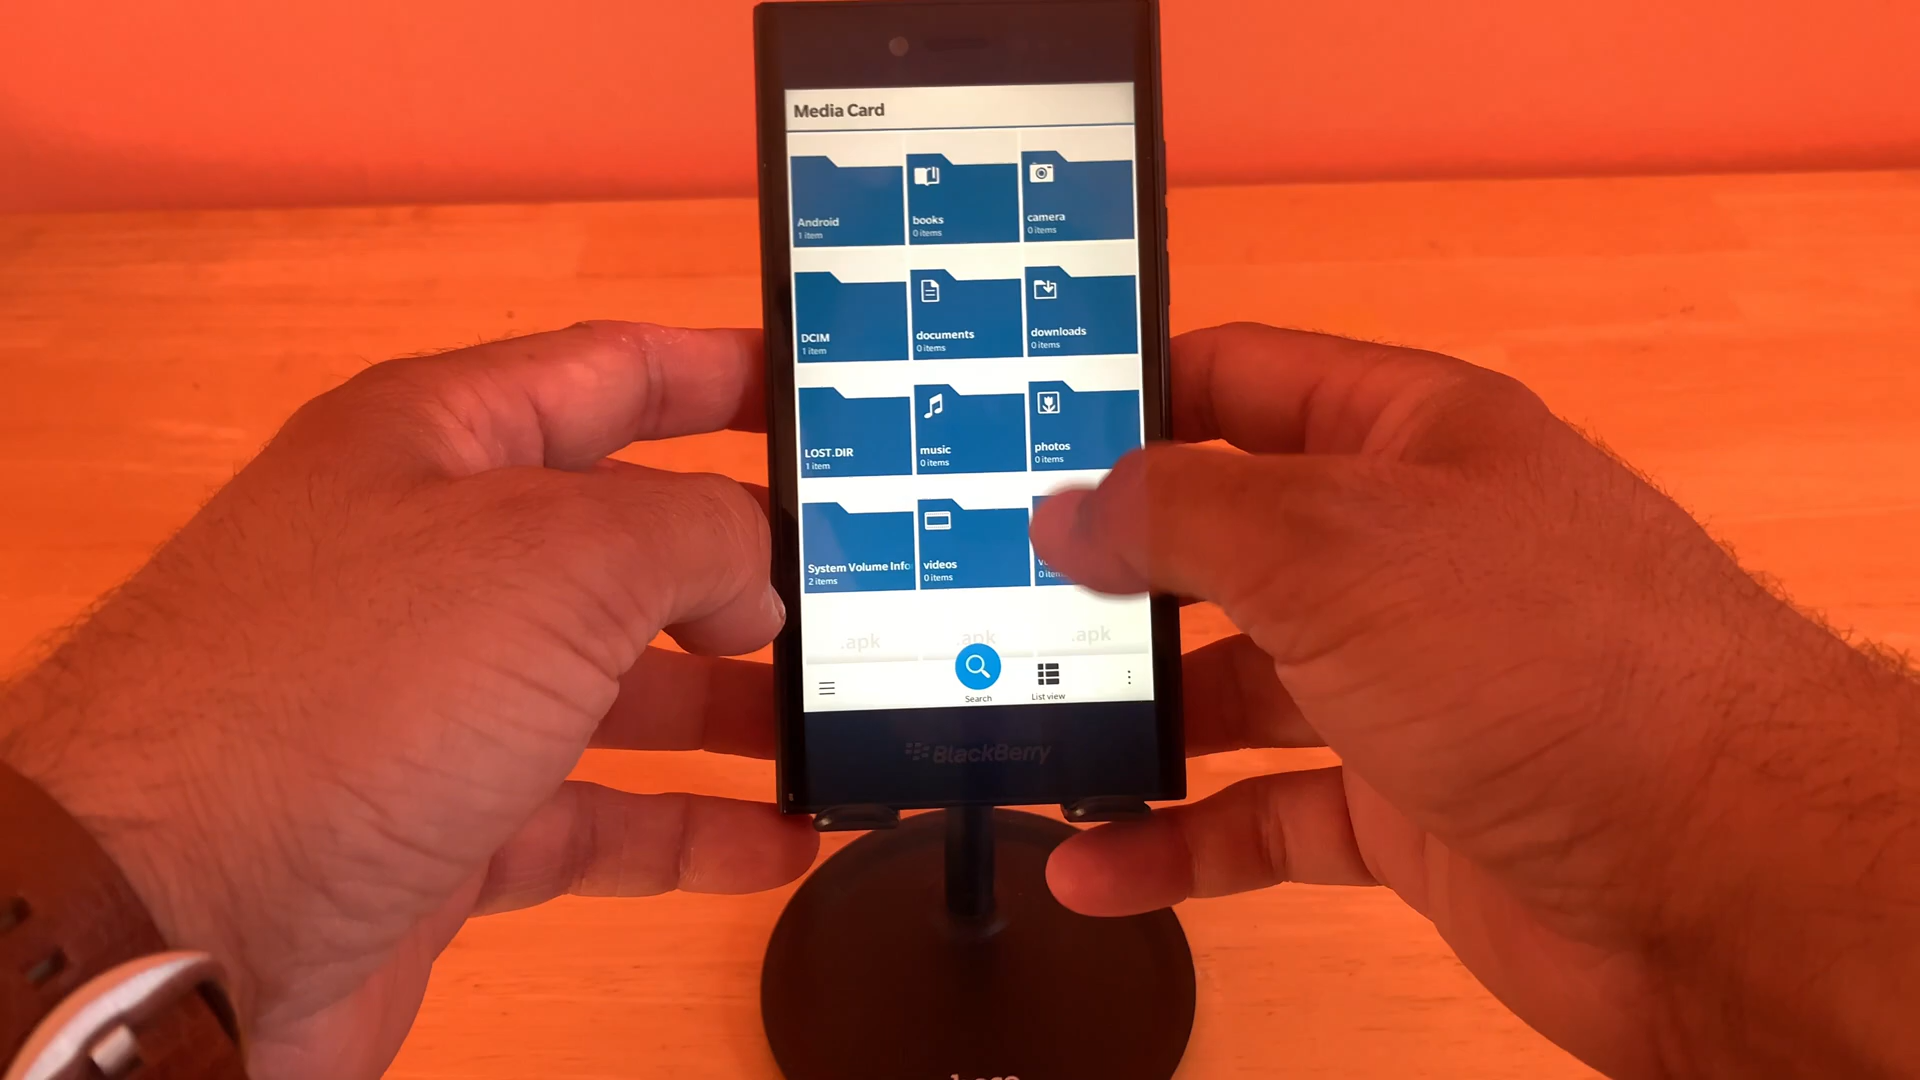 Media Card
Android
1 item
books
0 items
camera
0 items
DCIM
1 item
documents
0 items
downloads
0 items
LOST.DIR
1 item
music
0 items
photos
0 items
System Volume Info
2 items
videos
0 items
0 items
.apk
.apk
.apk
Search
List view
BlackBerry